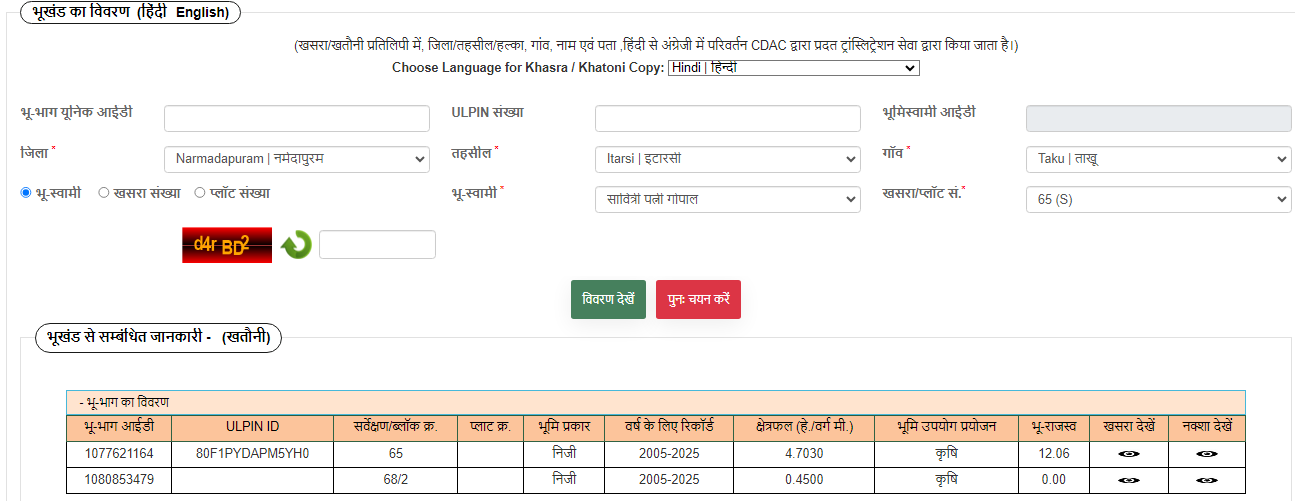 भूखंड का विवरण (हिंदी English)
(खसरा/खतौनी प्रतिलिपी में, जिला/तहसील/हल्का, गांव, नाम एवं पता ,हिंदी से अंग्रेजी में परिवर्तन CDAC द्वारा प्रदत ट्रांस्लिट्रेशन सेवा द्वारा किया जाता है।)
Choose Language for Khasra / Khatoni Copy: Hindi | हिन्दी
भू-भाग यूनिक आईडी ULPIN संख्या भूमिस्वामी आईडी
जिला * Narmadapuram | नर्मदापुरम तहसील * Itarsi | इटारसी गाँव * Taku | ताखू
भू-स्वामी खसरा संख्या प्लॉट संख्या भू-स्वामी * सावित्री पत्नी गोपाल खसरा/प्लॉट सं.* 65 (S)
d4r BD2
विवरण देखें पुनः चयन करें
भूखंड से सम्बंधित जानकारी - (खतौनी)
- भू-भाग का विवरण
भू-भाग आईडी ULPIN ID सर्वेक्षण/ब्लॉक क्र. प्लाट क्र. भूमि प्रकार वर्ष के लिए रिकॉर्ड क्षेत्रफल (हे./वर्ग मी.) भूमि उपयोग प्रयोजन भू-राजस्व खसरा देखें नक्शा देखें
1077621164 80F1PYDAPM5YH0 65 निजी 2005-2025 4.7030 कृषि 12.06
1080853479 68/2 निजी 2005-2025 0.4500 कृषि 0.00